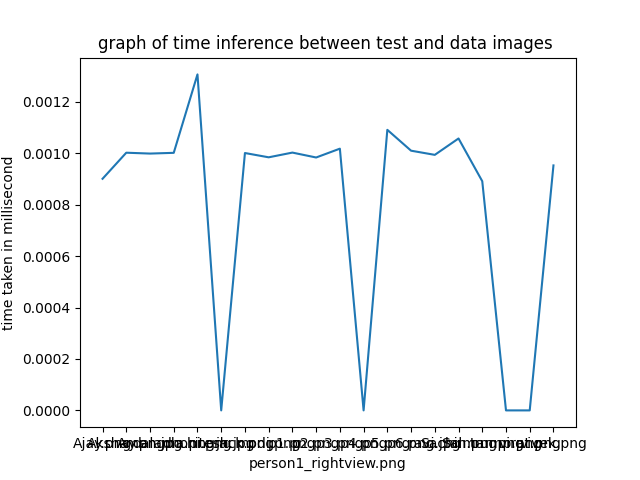 graph of time inference between test and data images
time taken in millisecond
0.0012
0.0010
0.0008
0.0006
0.0004
0.0002
0.0000
person1_rightview.png